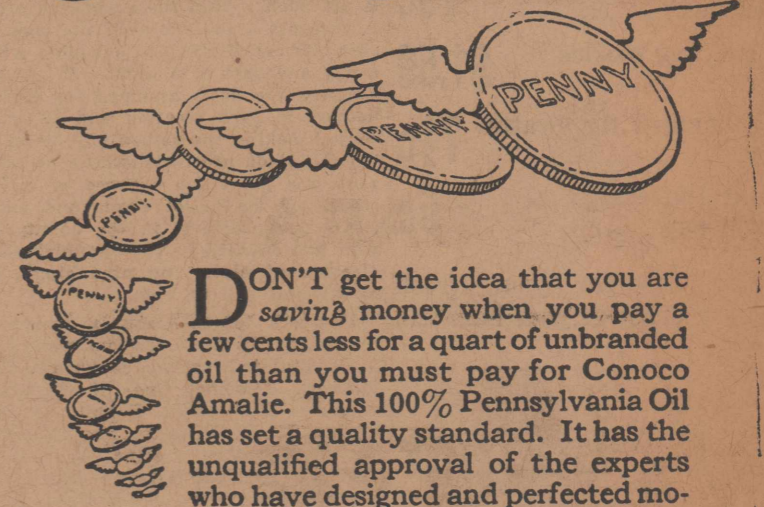 PENNY
PENNY
PENNY
PENNY
DON'T get the idea that you are
saving money when you pay a
few cents less for a quart of unbranded
oil than you must pay for Conoco
Amalie. This 100% Pennsylvania Oil
has set a quality standard. It has the
unqualified approval of the experts
who have designed and perfected mo-